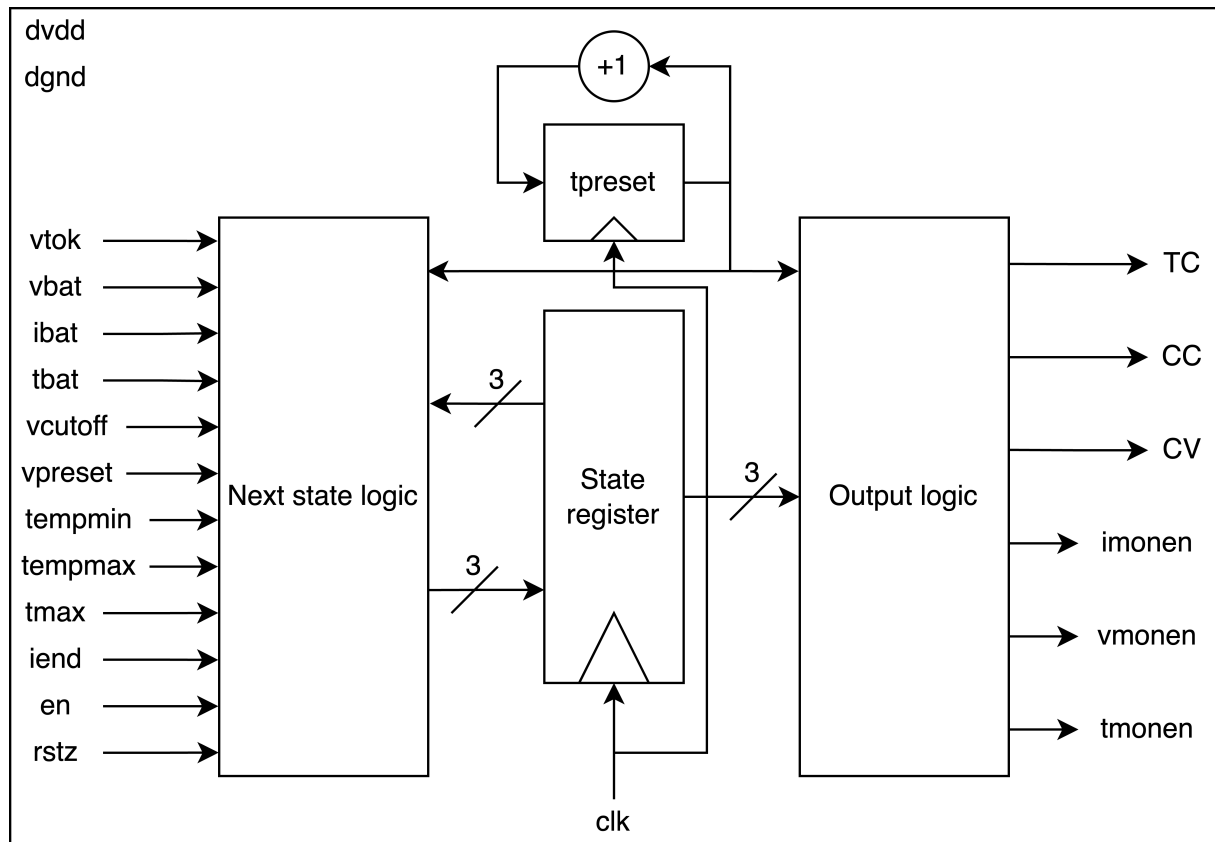 dvdd
dgnd
+1
tpreset
vtok
vbat
ibat
tbat
vcutoff
vpreset
tempmin
tempmax
tmax
iend
en
rstz
Next state logic
3
3
State
register
3
Output logic
TC
CC
CV
imonen
vmonen
tmonen
clk